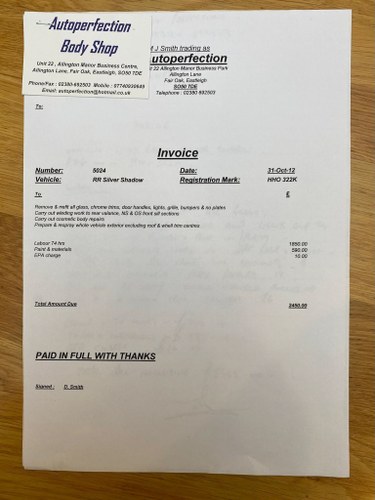 Autoperfection
Body Shop
Unit 22 , Allington Manor Business Centre,
Allington Lane, Fair Oak, Eastleigh, SO50 7DE
Phone/Fax : 02380-692503 Mobile : 07740939685
Email: autoperfection@hotmail.co.uk
J Smith trading as
utoperfection
22 Allington Manor Business Park
Allington Lane
Fair Oak, Eastleigh
SO50 7DE
Telephone : 02380 692503
To:
Invoice
Number: 5024 Date: 31-Oct-12
Vehicle: RR Silver Shadow Registration Mark: HHO 322K
To £
Remove & refit all glass, chrome trims, door handles, lights, grille, bumpers & no plates
Carry out welding work to rear valance, NS & OS front sill sections
Carry out cosmetic body repairs
Prepare & respray whole vehicle exterior excluding roof & small trim centres
Labour 74 hrs 1850.00
Paint & materials 590.00
EPA charge 10.00
Total Amount Due 2450.00
PAID IN FULL WITH THANKS
Signed : D. Smith